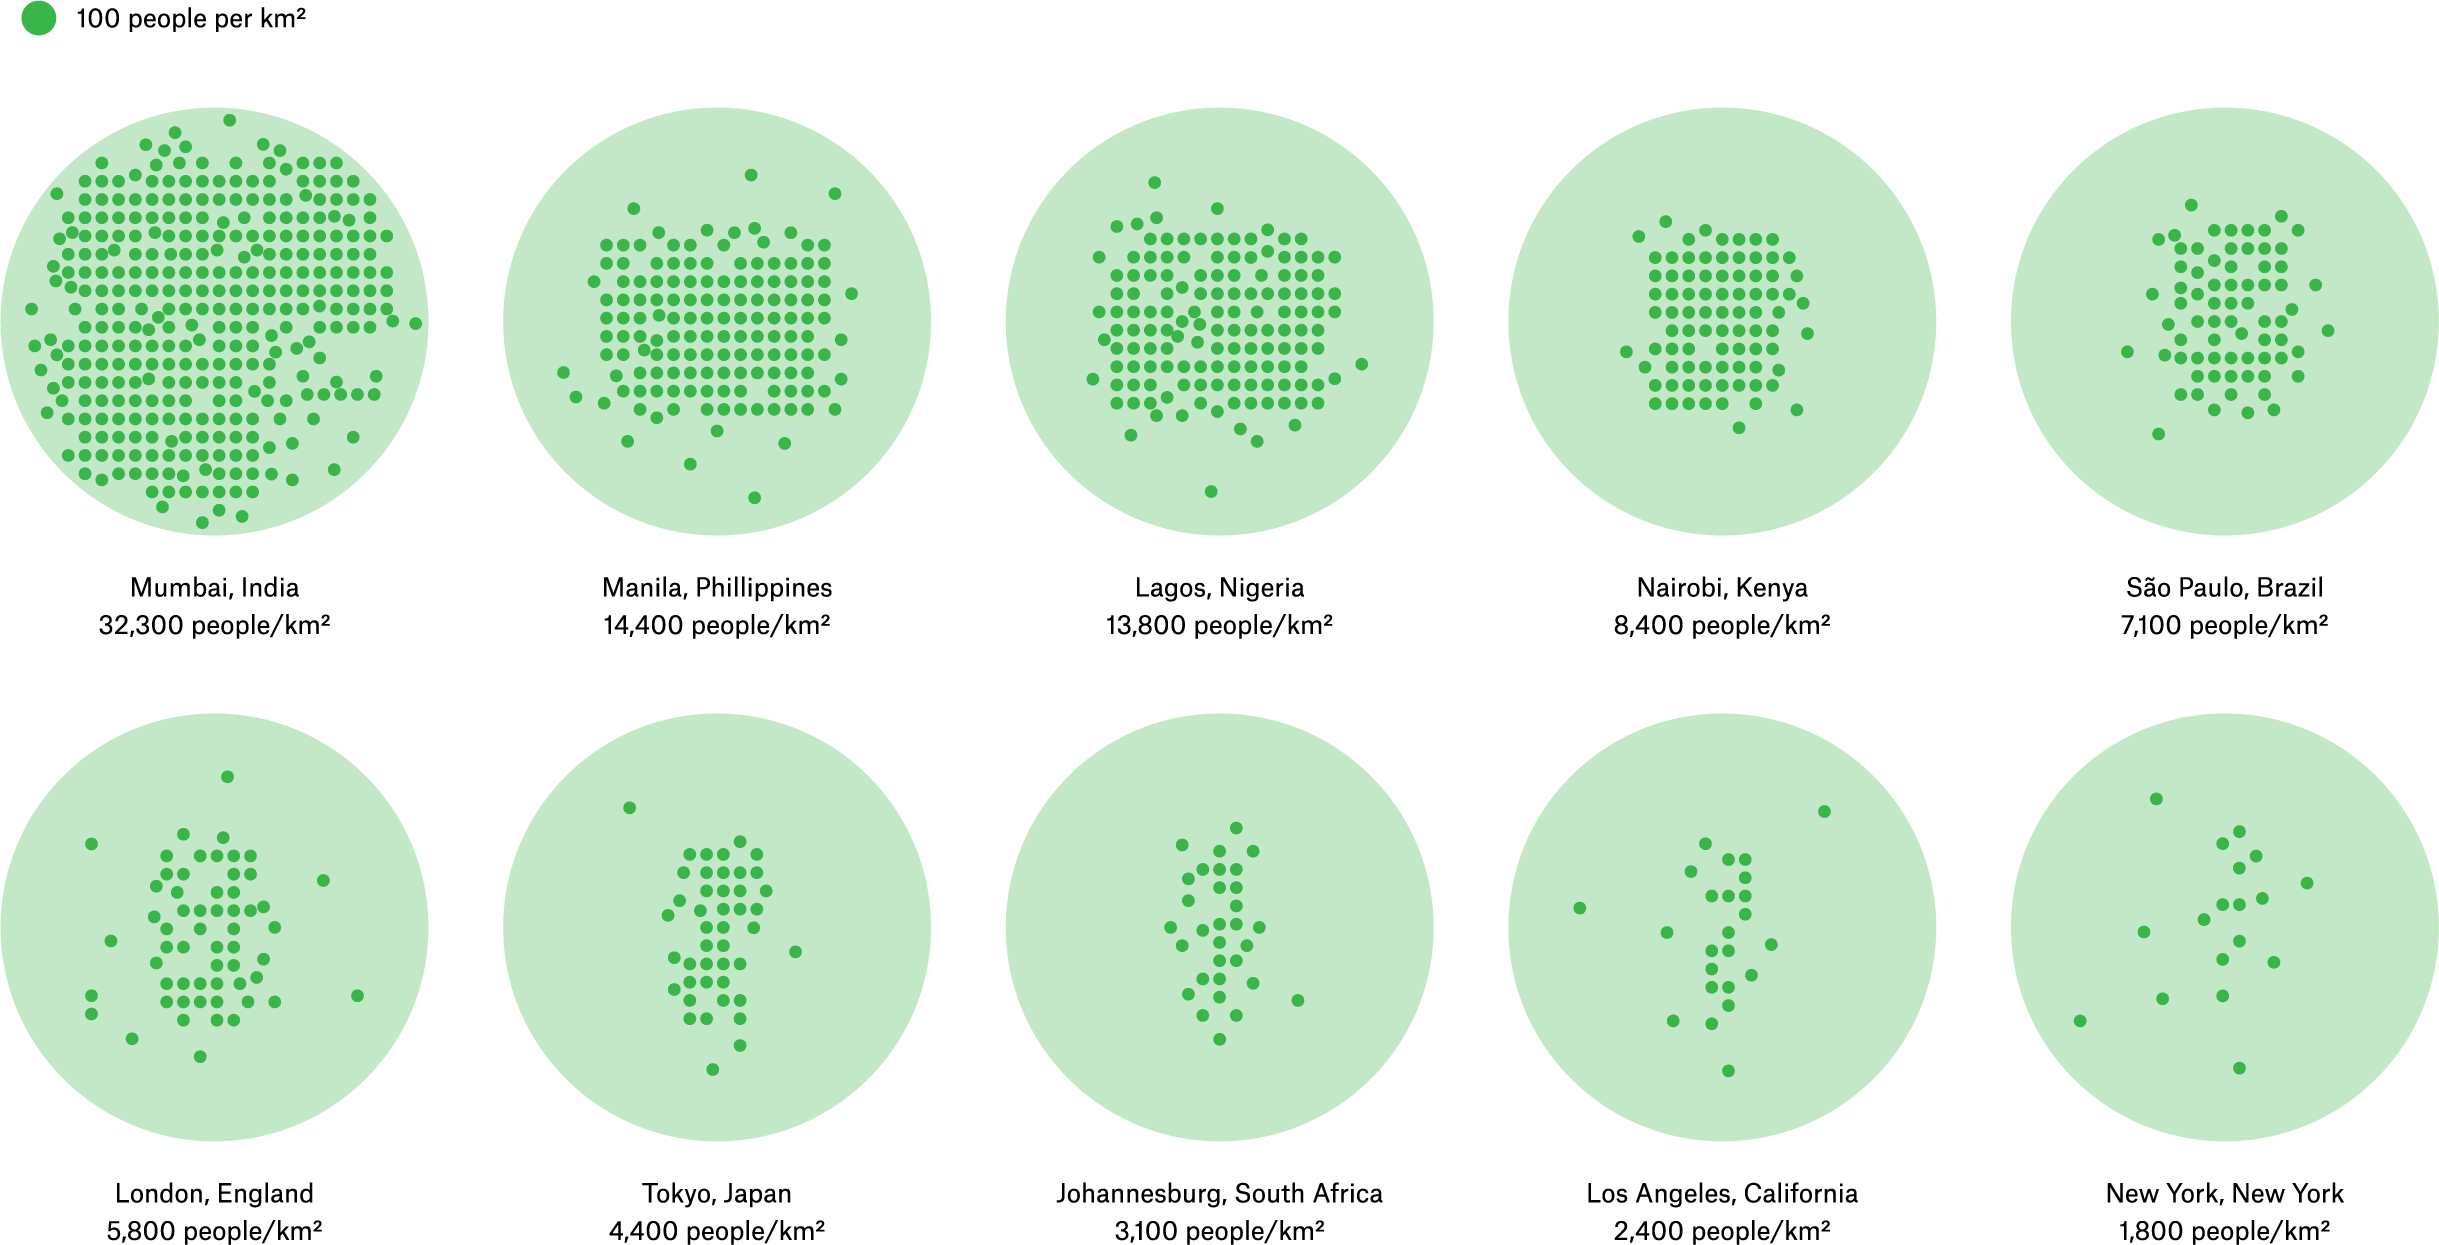 100 people per km²
Mumbai, India
32,300 people/km²
Manila, Phillippines
14,400 people/km²
Lagos, Nigeria
13,800 people/km²
Nairobi, Kenya
8,400 people/km²
São Paulo, Brazil
7,100 people/km²
London, England
5,800 people/km²
Tokyo, Japan
4,400 people/km²
Johannesburg, South Africa
3,100 people/km²
Los Angeles, California
2,400 people/km²
New York, New York
1,800 people/km²